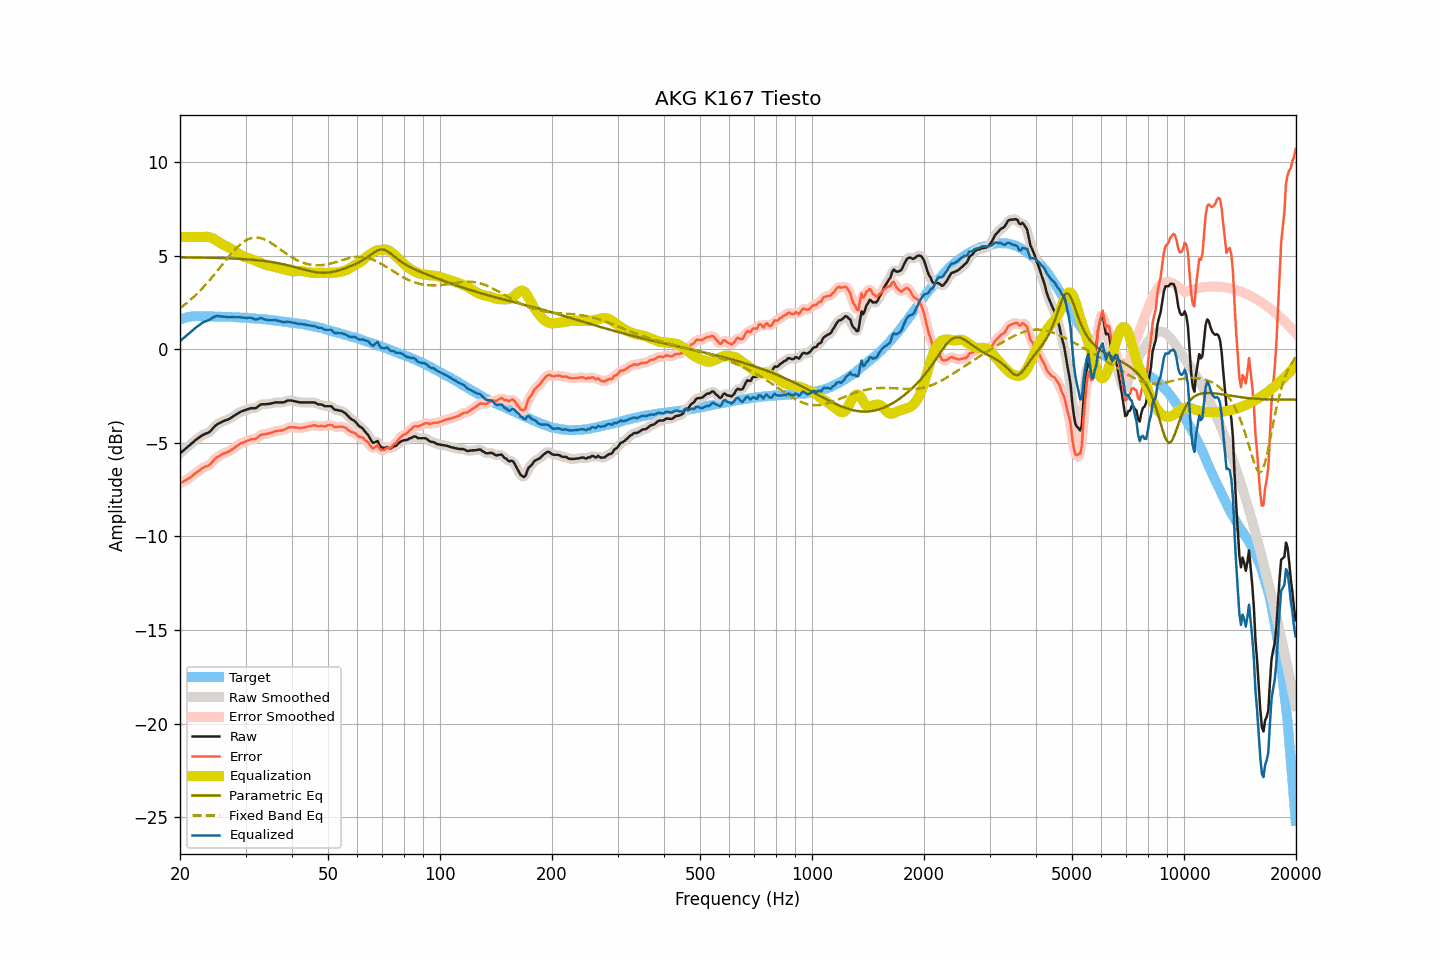 AKG K167 Tiesto
Amplitude (dBr)
10
5
0
−5
−10
−15
−20
−25
Target
Raw Smoothed
Error Smoothed
Raw
Error
Equalization
Parametric Eq
Fixed Band Eq
Equalized
20 50 100 200 500 1000 2000 5000 10000 20000
Frequency (Hz)